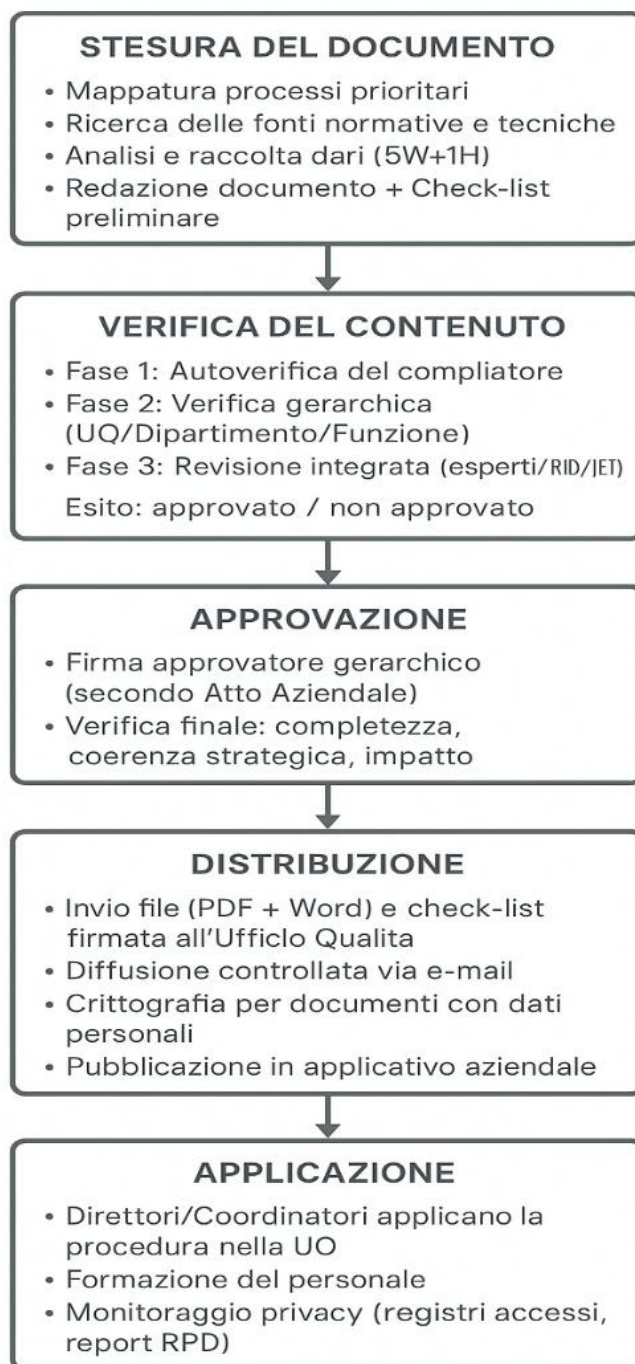 STESURA DEL DOCUMENTO
• Mappatura processi prioritari
• Ricerca delle fonti normative e tecniche
• Analisi e raccolta dari (5W+1H)
• Redazione documento + Check-list
preliminare
VERIFICA DEL CONTENUTO
• Fase 1: Autoverifica del compliatore
• Fase 2: Verifica gerarchica
(UQ/Dipartimento/Funzione)
• Fase 3: Revisione integrata (esperti/RID/JET)
Esito: approvato / non approvato
APPROVAZIONE
• Firma approvatore gerarchico
(secondo Atto Aziendale)
• Verifica finale: completezza,
coerenza strategica, impatto
DISTRIBUZIONE
• Invio file (PDF + Word) e check-list
firmata all'Ufficlo Qualita
• Diffusione controllata via e-mail
• Crittografia per documenti con dati
personali
• Pubblicazione in applicativo aziendale
APPLICAZIONE
• Direttori/Coordinatori applicano la
procedura nella UO
• Formazione del personale
• Monitoraggio privacy (registri accessi,
report RPD)